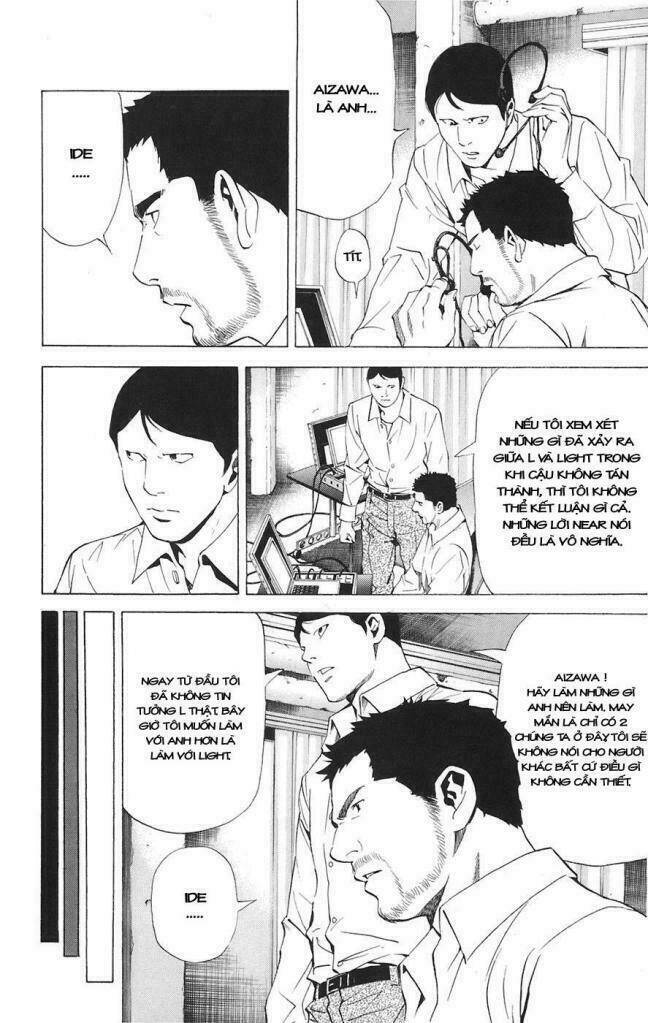 AIZAWA...
LÀ ANH...
TÍT.
IDE
.....
NẾU TÔI XEM XÉT
NHỮNG GÌ ĐÃ XẢY RA
GIỮA L VÀ LIGHT TRONG
KHI CẬU KHÔNG TÁN
THÀNH, THÌ TÔI KHÔNG
THỂ KẾT LUẬN GÌ CẢ.
NHỮNG LỜI NEAR NÓI
ĐỀU LÀ VÔ NGHĨA.
AIZAWA !
HÃY LÀM NHỮNG GÌ
ANH NÊN LÀM. MAY
MẮN LÀ CHỈ CÓ 2
CHÚNG TA Ở ĐÂY.TÔI SẼ
KHÔNG NÓI CHO NGƯỜI
KHÁC BẤT CỨ ĐIỀU GÌ
KHÔNG CẦN THIẾT.
NGAY TỪ ĐẦU TÔI
ĐÃ KHÔNG TIN
TƯỞNG L THẬT. BÂY
GIỜ TÔI MUỐN LÀM
VỚI ANH HƠN LÀ
LÀM VỚI LIGHT.
IDE
.....